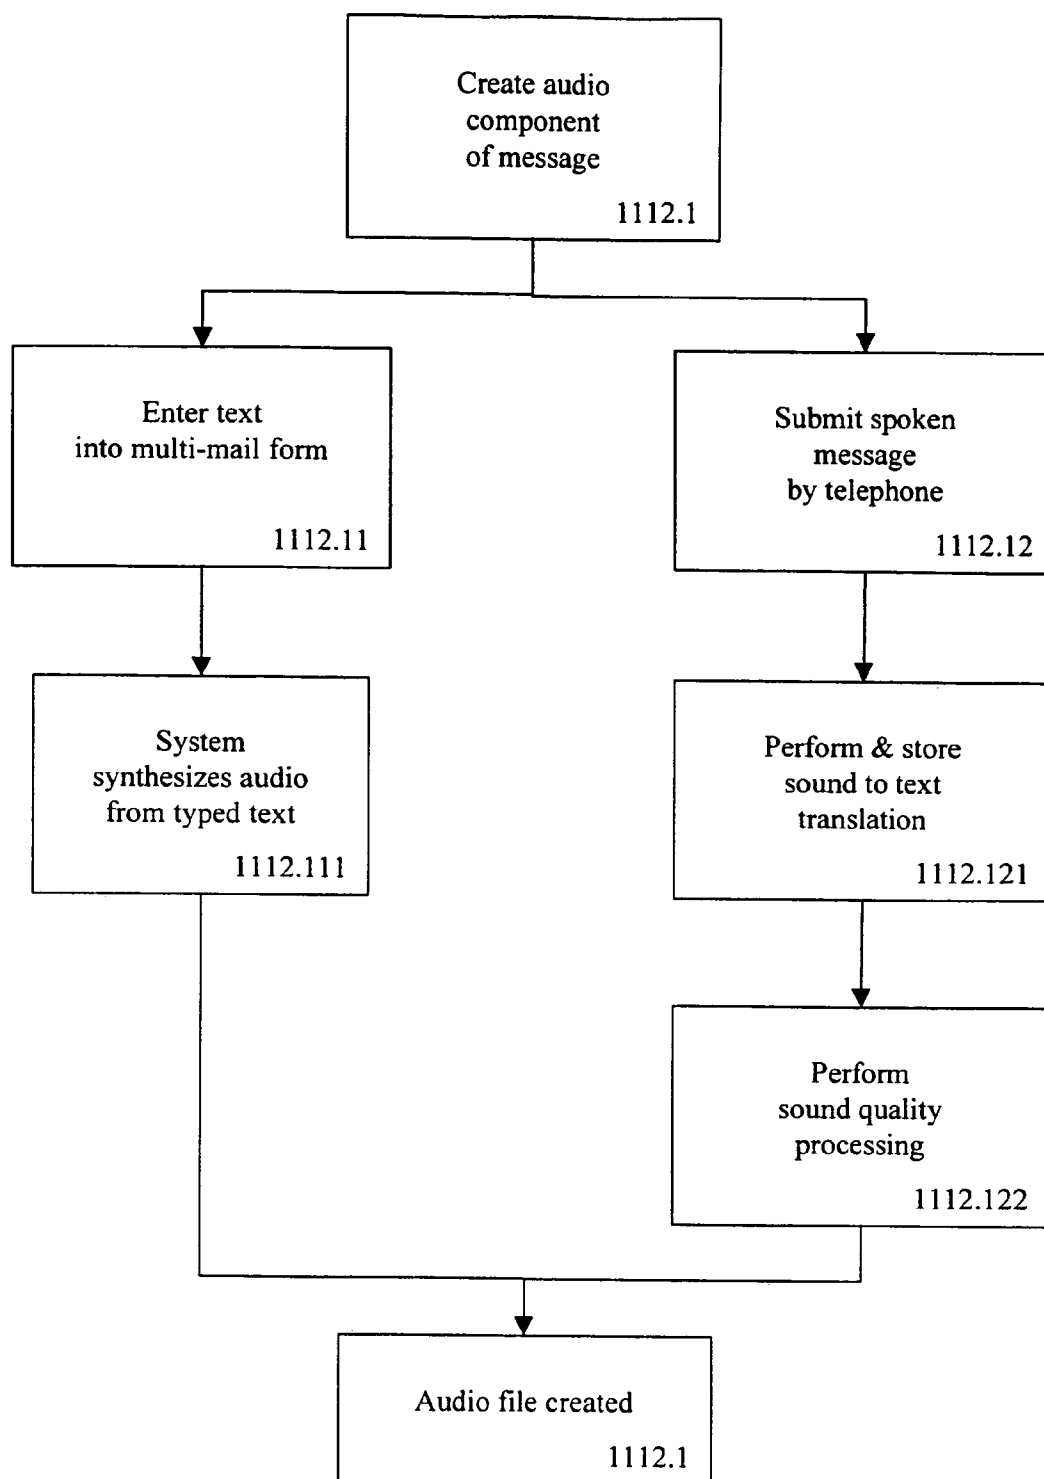 Create audio
component
of message
1112.1
Enter text
into multi-mail form
1112.11
Submit spoken
message
by telephone
1112.12
System
synthesizes audio
from typed text
1112.111
Perform & store
sound to text
translation
1112.121
Perform
sound quality
processing
1112.122
Audio file created
1112.1